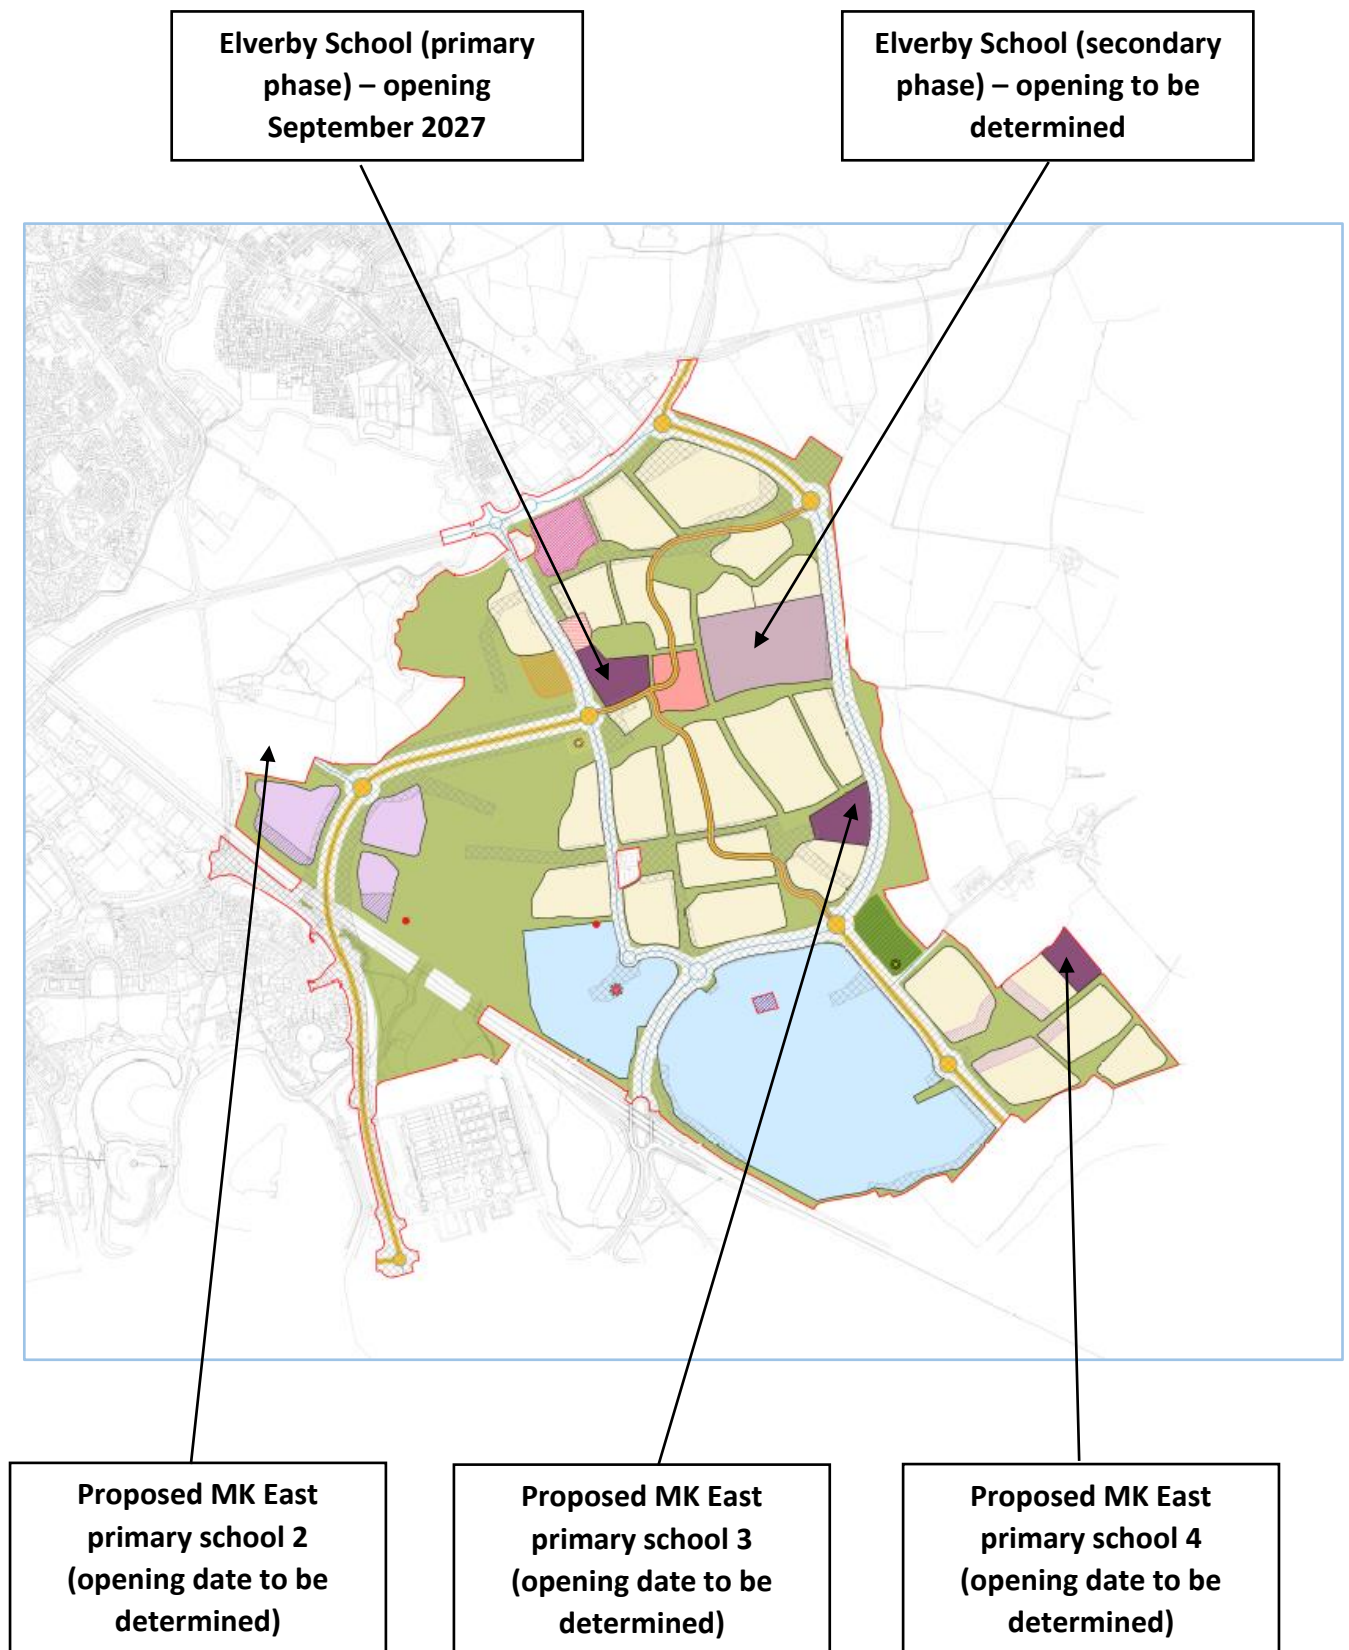 Elverby School (primary
phase) – opening
September 2027
Elverby School (secondary
phase) – opening to be
determined
Proposed MK East
primary school 2
(opening date to be
determined)
Proposed MK East
primary school 3
(opening date to be
determined)
Proposed MK East
primary school 4
(opening date to be
determined)